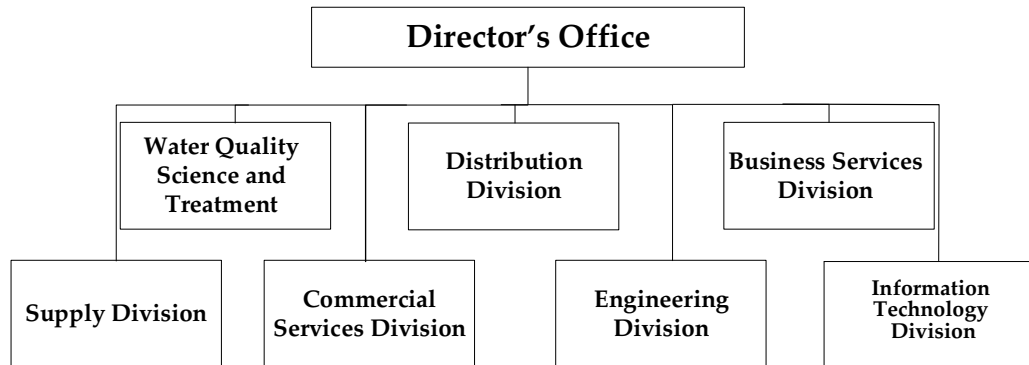 Director’s Office
Water Quality
Science and
Treatment
Distribution
Division
Business Services
Division
Supply Division
Commercial
Services Division
Engineering
Division
Information
Technology
Division